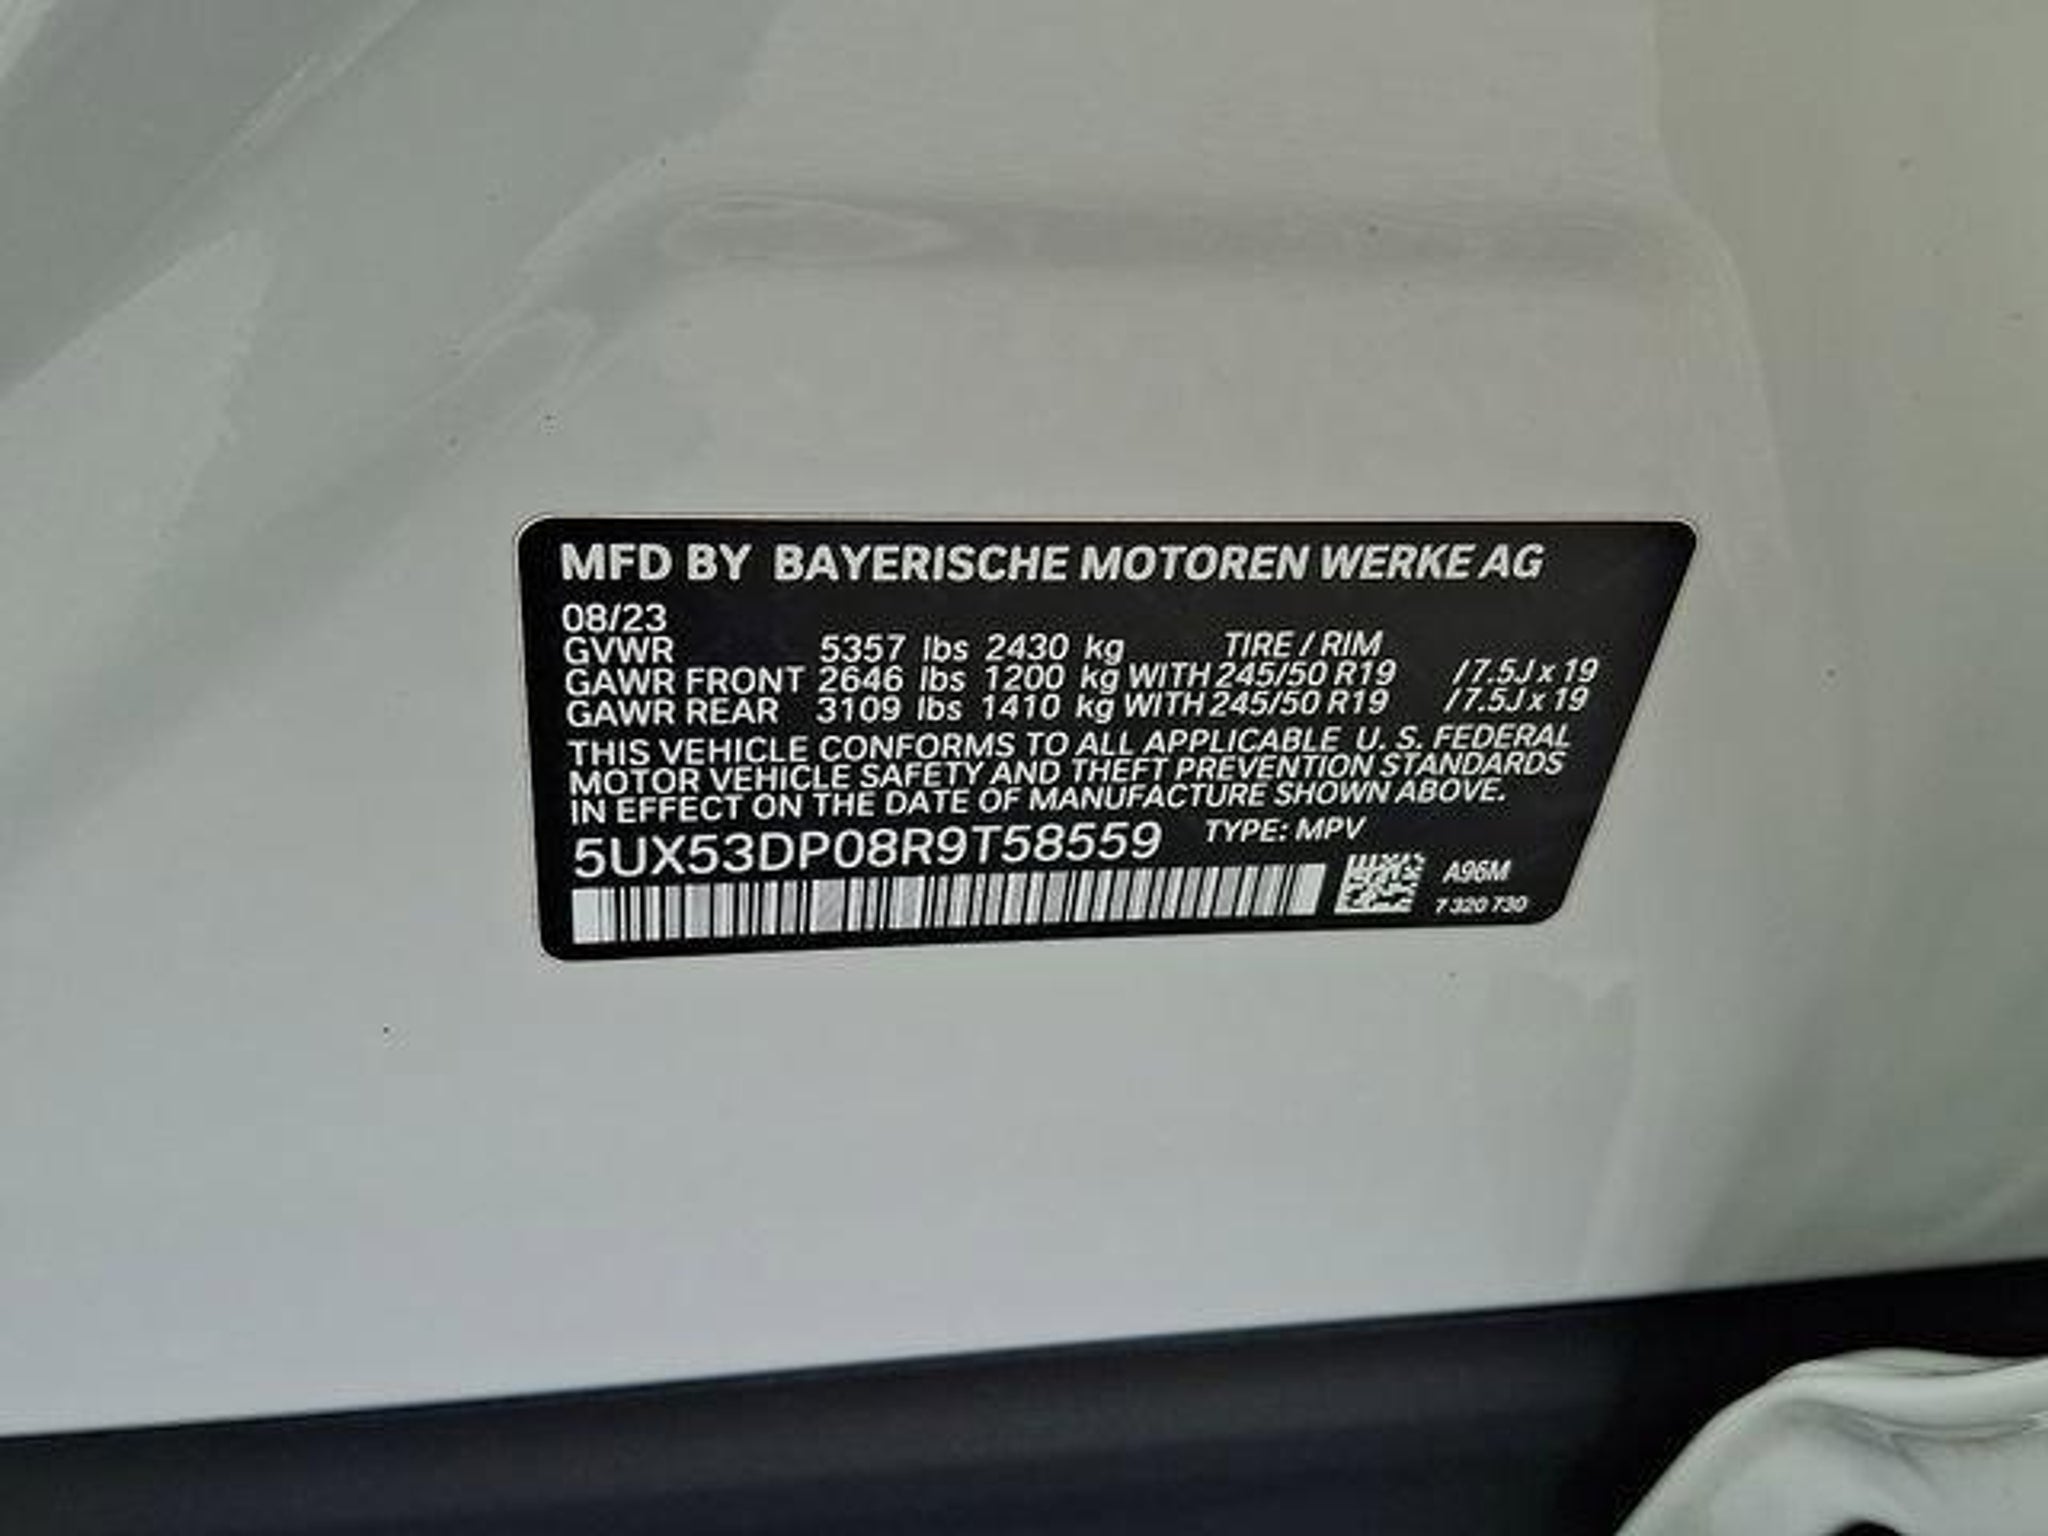 MFD BY BAYERISCHE MOTOREN WERKE AG
08/23
GVWR 5357 lbs 2430 kg TIRE / RIM
GAWR FRONT 2646 lbs 1200 kg WITH 245/50 R19 / 7.5J x 19
GAWR REAR 3109 lbs 1410 kg WITH 245/50 R19 / 7.5J x 19
THIS VEHICLE CONFORMS TO ALL APPLICABLE U. S. FEDERAL
MOTOR VEHICLE SAFETY AND THEFT PREVENTION STANDARDS
IN EFFECT ON THE DATE OF MANUFACTURE SHOWN ABOVE.
5UX53DP08R9T58559 TYPE: MPV
A96M
7 320 730